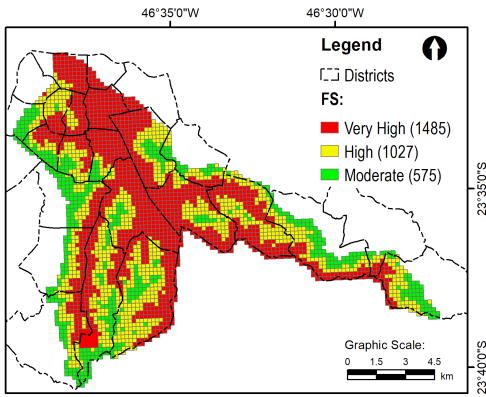 46°35'0"W 46°30'0"W
Legend
Districts
FS:
Very High (1485)
High (1027)
Moderate (575)
23°35'0"S
Graphic Scale:
0 1.5 3 4.5
km
23°40'0"S